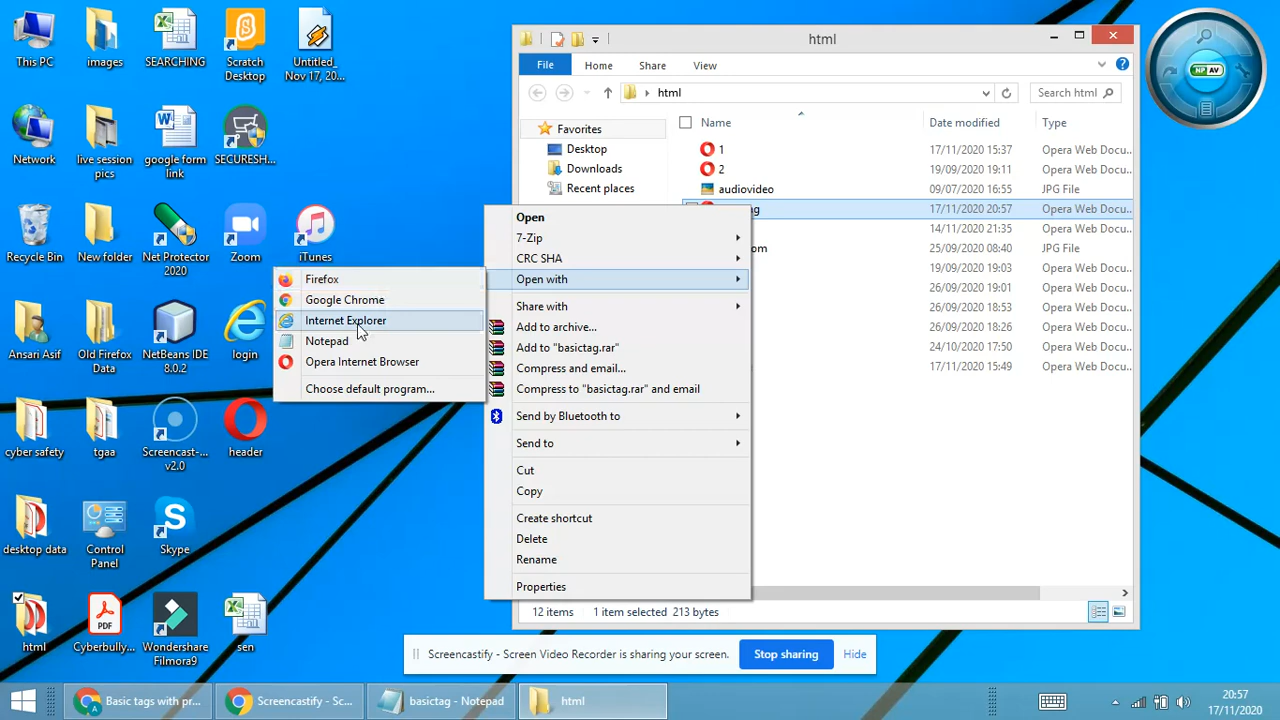 This PC
images
SEARCHING
Scratch
Desktop
Untitled_
Nov 17, 20...
Network
live session
pics
google form
link
SECURESH...
Recycle Bin
New folder
Net Protector
2020
Zoom
iTunes
Ansari Asif
Old Firefox
Data
NetBeans IDE
8.0.2
login
cyber safety
tgaa
Screencast-...
v2.0
header
desktop data
Control
Panel
Skype
html
Cyberbully...
Wondershare
Filmora9
sen
Firefox
Google Chrome
Internet Explorer
Notepad
Opera Internet Browser
Choose default program...
Open
7-Zip
CRC SHA
Open with
Share with
Add to archive...
Add to "basictag.rar"
Compress and email...
Compress to "basictag.rar" and email
Send by Bluetooth to
Send to
Cut
Copy
Create shortcut
Delete
Rename
Properties
html
File Home Share View
html
Search html
Favorites
Desktop
Downloads
Recent places
Name Date modified Type
1 17/11/2020 15:37 Opera Web Docu...
2 19/09/2020 19:11 Opera Web Docu...
audiovideo 09/07/2020 16:55 JPG File
17/11/2020 20:57 Opera Web Docu...
14/11/2020 21:35 Opera Web Docu...
25/09/2020 08:40 JPG File
19/09/2020 19:03 Opera Web Docu...
26/09/2020 19:01 Opera Web Docu...
26/09/2020 18:53 Opera Web Docu...
26/09/2020 18:26 Opera Web Docu...
24/10/2020 17:50 Opera Web Docu...
17/11/2020 15:49 Opera Web Docu...
12 items 1 item selected 213 bytes
NP AV
Screencastify - Screen Video Recorder is sharing your screen.
Stop sharing
Hide
Basic tags with pr...
Screencastify - Sc...
basictag - Notepad
html
20:57
17/11/2020